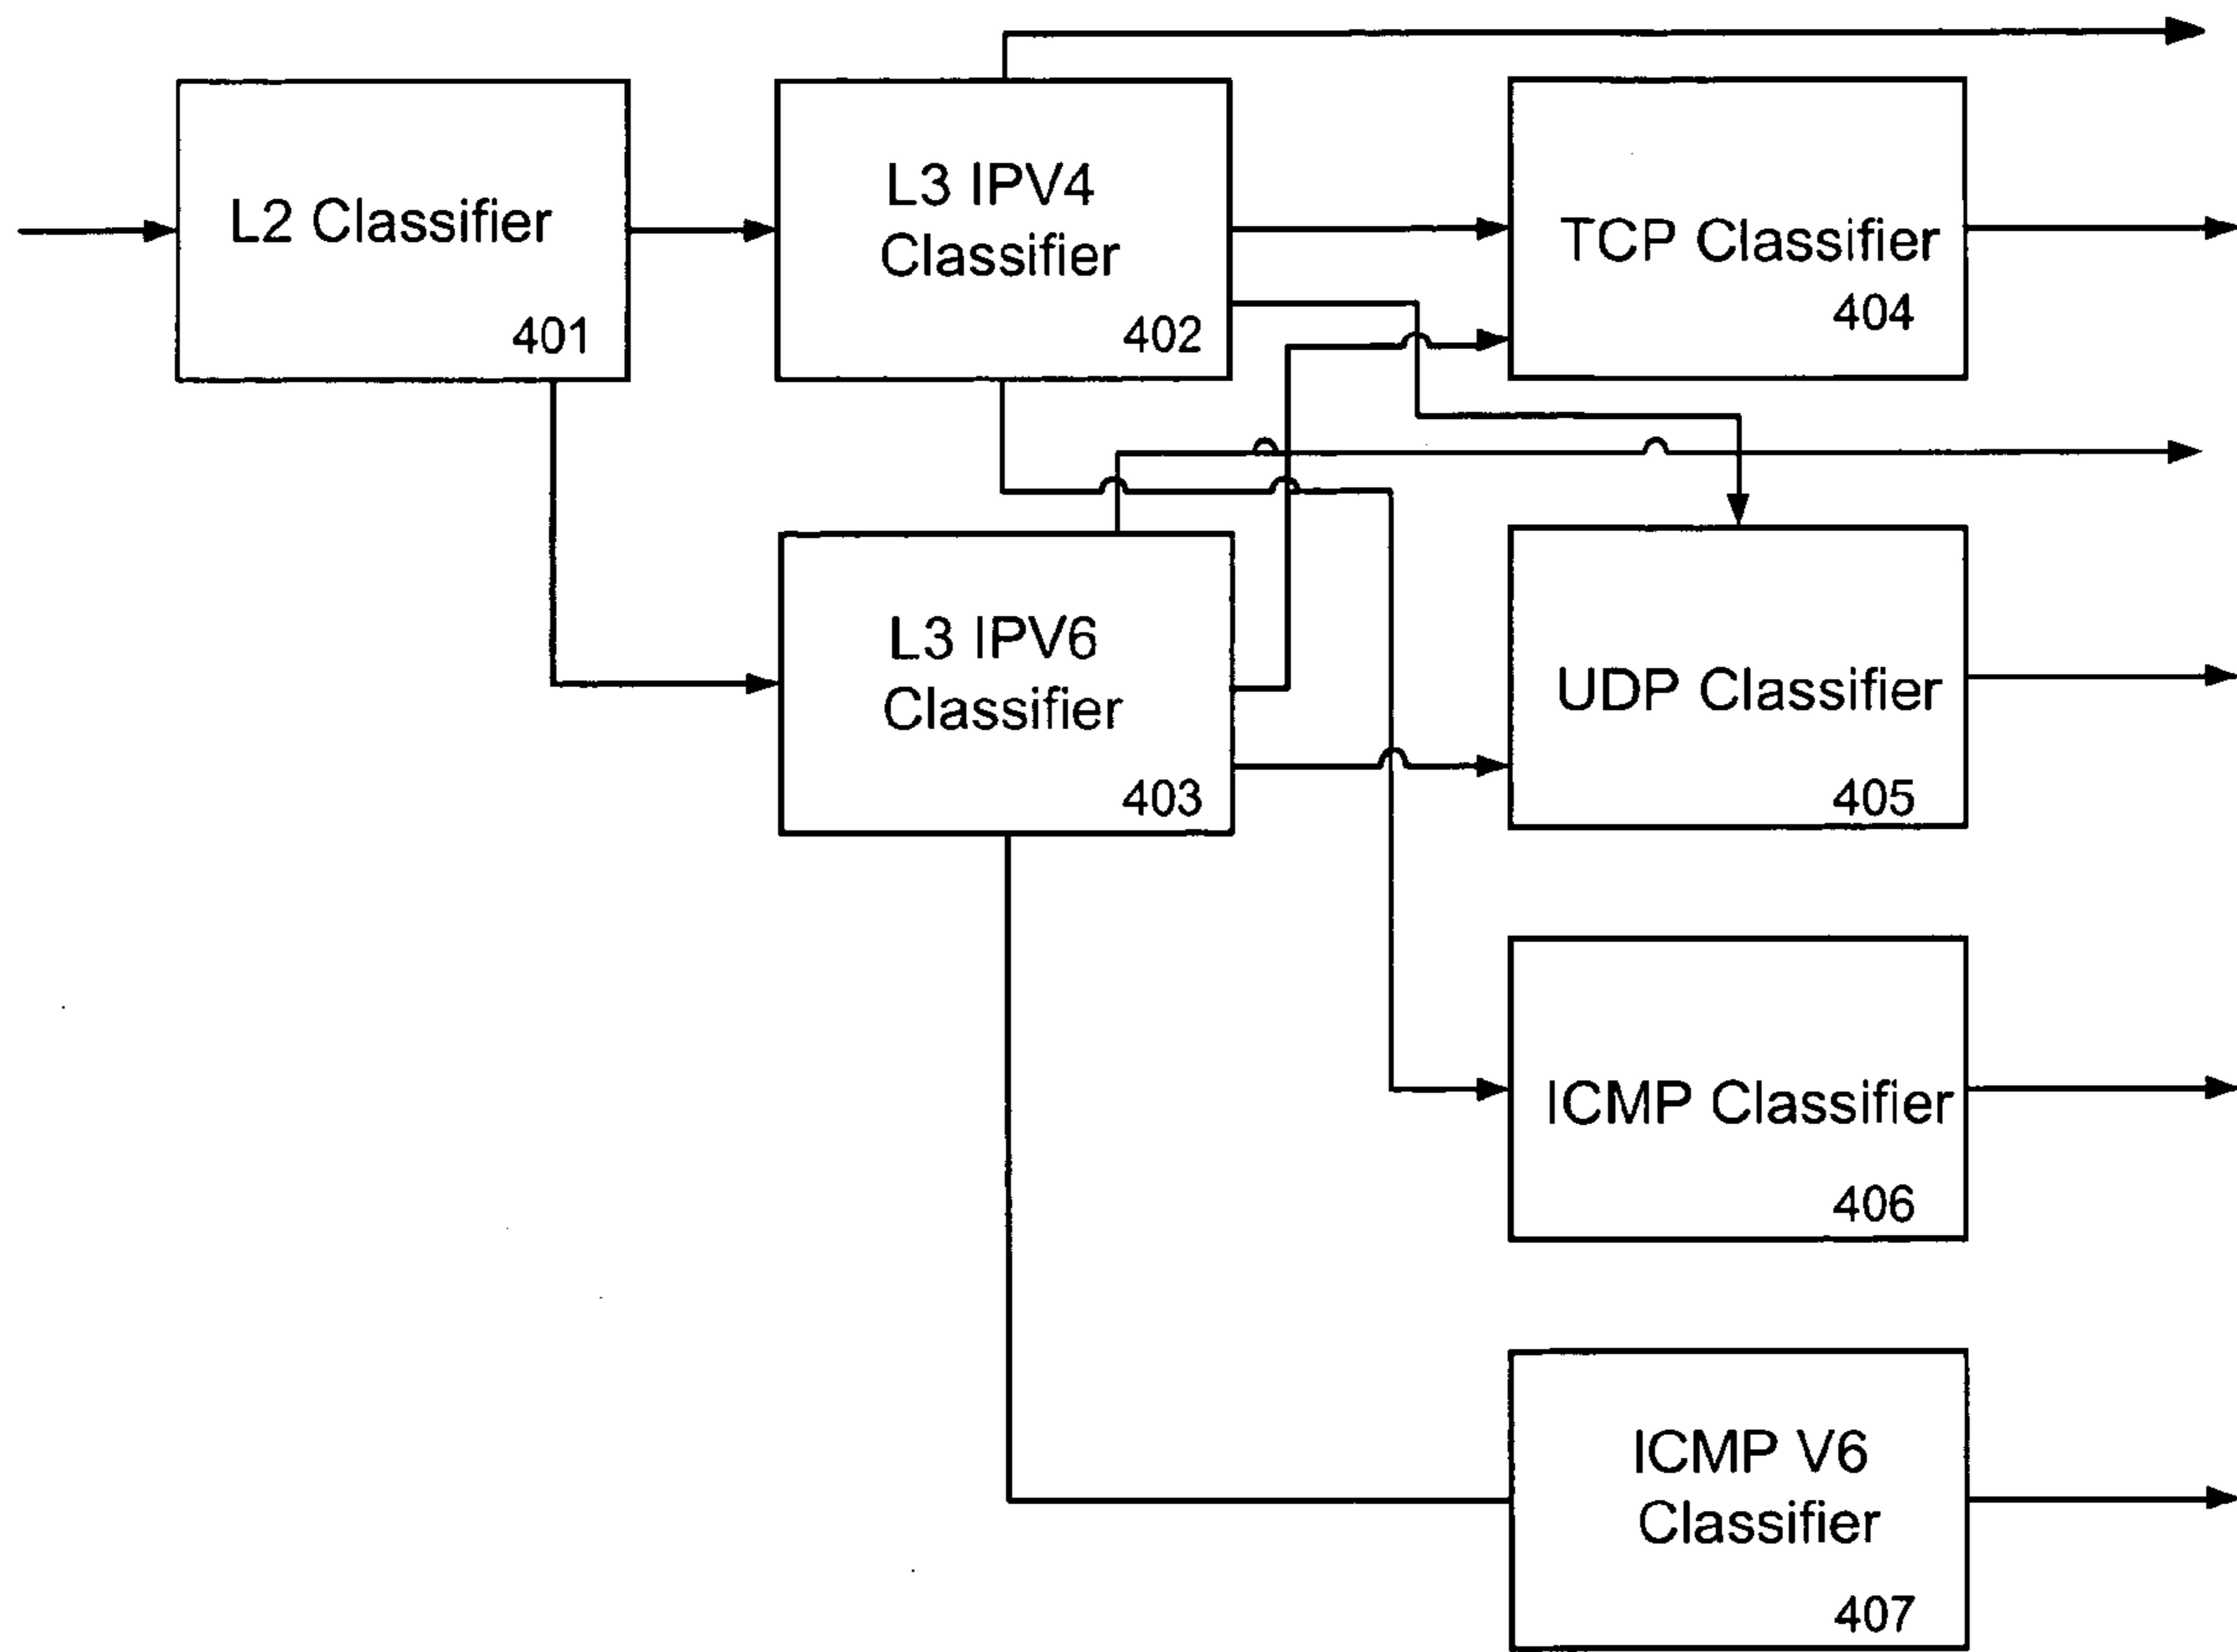 L2 Classifier
401
L3 IPV4
Classifier
402
TCP Classifier
404
L3 IPV6
Classifier
403
UDP Classifier
405
ICMP Classifier
406
ICMP V6
Classifier
407